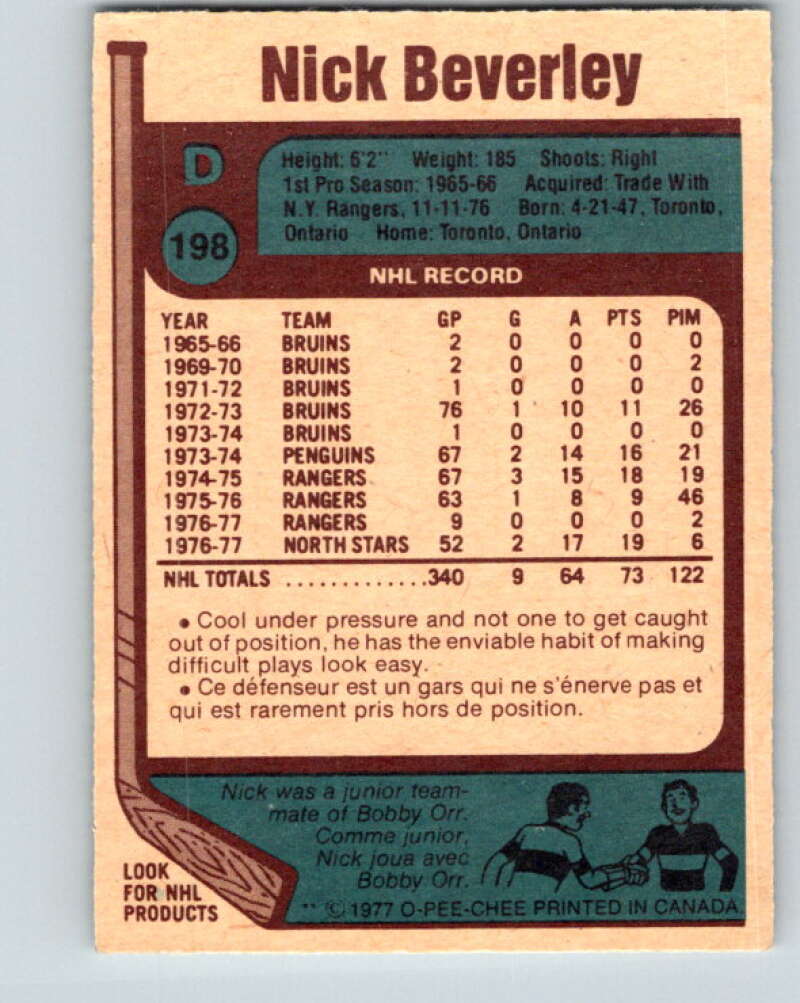 Nick Beverley
D
198
Height: 6'2" Weight: 185 Shoots: Right
1st Pro Season: 1965-66 Acquired: Trade With
N.Y. Rangers, 11-11-76 Born: 4-21-47, Toronto,
Ontario Home: Toronto, Ontario
NHL RECORD
YEAR TEAM GP G A PTS PIM
1965-66 BRUINS 2 0 0 0 0
1969-70 BRUINS 2 0 0 0 2
1971-72 BRUINS 1 0 0 0 0
1972-73 BRUINS 76 1 10 11 26
1973-74 BRUINS 1 0 0 0 0
1973-74 PENGUINS 67 2 14 16 21
1974-75 RANGERS 67 3 15 18 19
1975-76 RANGERS 63 1 8 9 46
1976-77 RANGERS 9 0 0 0 2
1976-77 NORTH STARS 52 2 17 19 6
NHL TOTALS .............340 9 64 73 122
• Cool under pressure and not one to get caught
out of position, he has the enviable habit of making
difficult plays look easy.
• Ce défenseur est un gars qui ne s'énerve pas et
qui est rarement pris hors de position.
Nick was a junior team-
mate of Bobby Orr.
Comme junior,
Nick joua avec
Bobby Orr.
LOOK
FOR NHL
PRODUCTS
** © 1977 O-PEE-CHEE PRINTED IN CANADA